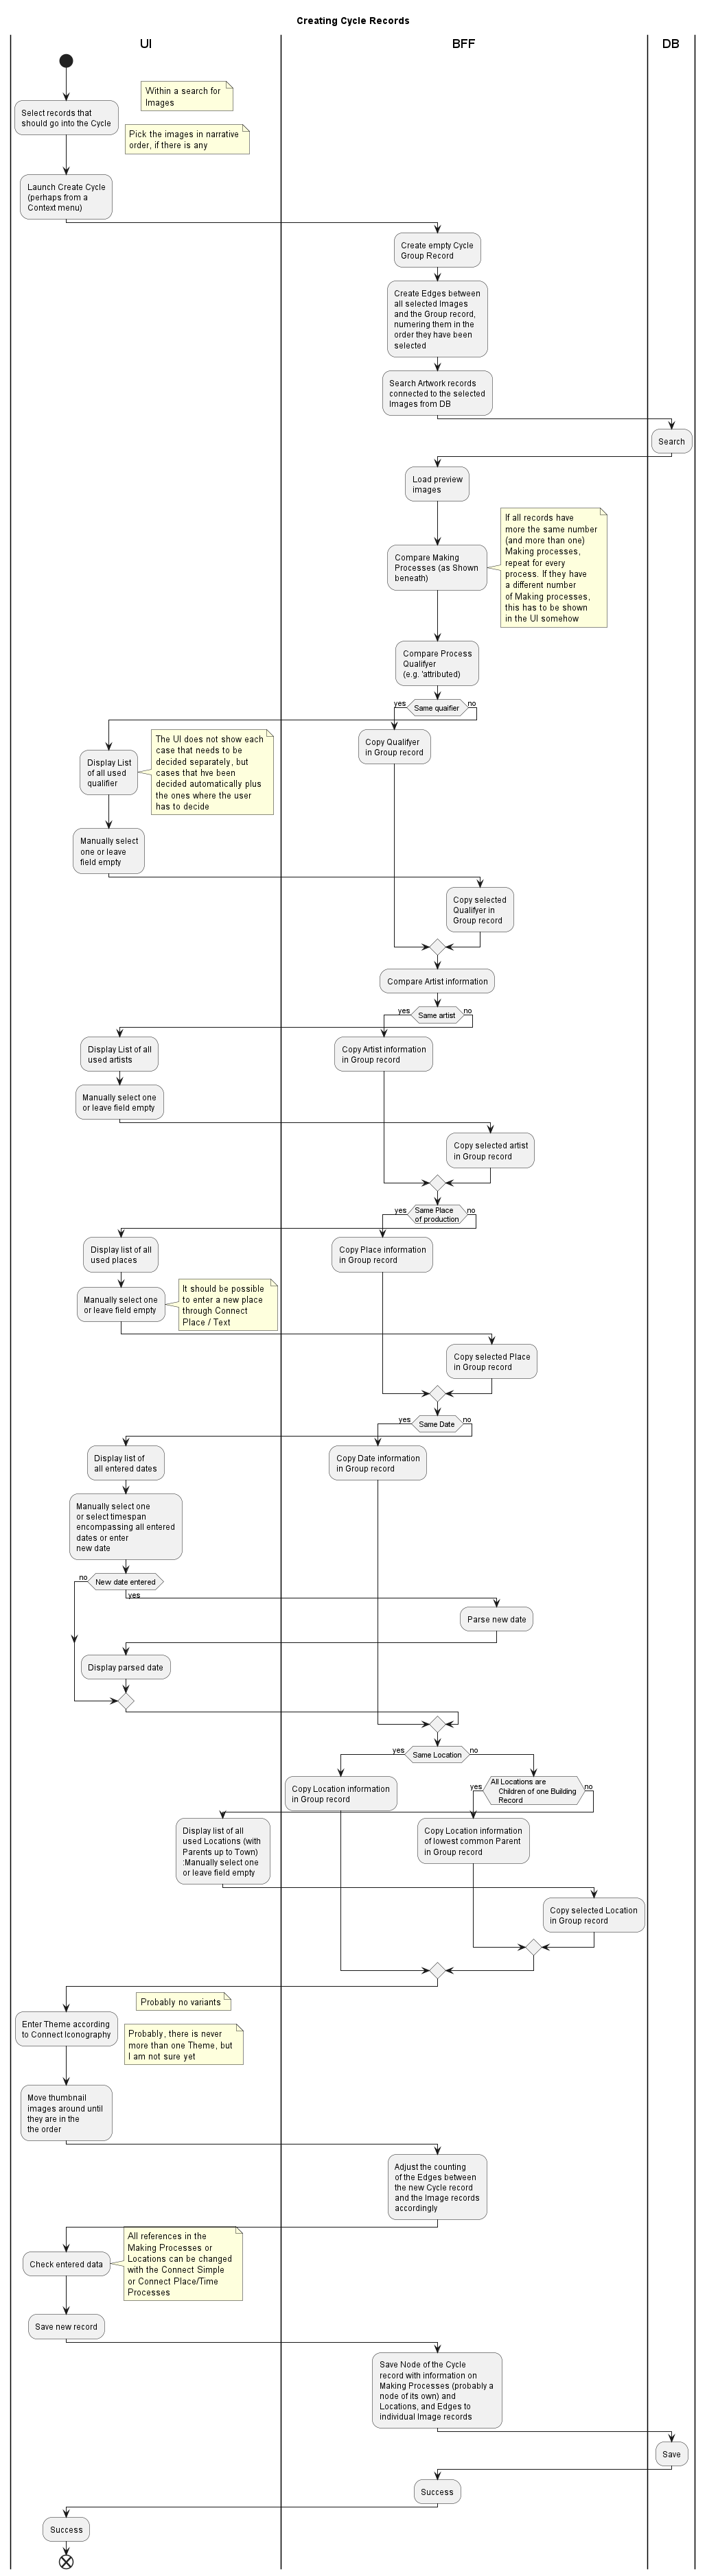 Creating Cycle Records
UI
BFF
DB
Within a search for
Images
Select records that
should go into the Cycle
Pick the images in narrative
order, if there is any
Launch Create Cycle
(perhaps from a
Context menu)
Create empty Cycle
Group Record
Create Edges between
all selected Images
and the Group record,
numering them in the
order they have been
selected
Search Artwork records
connected to the selected
Images from DB
Search
Load preview
images
If all records have
more the same number
(and more than one)
Making processes,
repeat for every
process. If they have
a different number
of Making processes,
this has to be shown
in the UI somehow
Compare Making
Processes (as Shown
beneath)
Compare Process
Qualifyer
(e.g. 'attributed)
yes
Same quaifier
no
The UI does not show each
case that needs to be
decided separately, but
cases that hve been
decided automatically plus
the ones where the user
has to decide
Display List
of all used
qualifier
Copy Qualifyer
in Group record
Manually select
one or leave
field empty
Copy selected
Qualifyer in
Group record
Compare Artist information
yes
Same artist
no
Display List of all
used artists
Copy Artist information
in Group record
Manually select one
or leave field empty
Copy selected artist
in Group record
yes
Same Place
of production
no
Display list of all
used places
Copy Place information
in Group record
Manually select one
or leave field empty
It should be possible
to enter a new place
through Connect
Place / Text
Copy selected Place
in Group record
yes
Same Date
no
Display list of
all entered dates
Copy Date information
in Group record
Manually select one
or select timespan
encompassing all entered
dates or enter
new date
no
New date entered
yes
Parse new date
Display parsed date
yes
Same Location
no
Copy Location information
in Group record
yes
All Locations are
Children of one Building
Record
no
Display list of all
used Locations (with
Parents up to Town)
:Manually select one
or leave field empty
Copy Location information
of lowest common Parent
in Group record
Copy selected Location
in Group record
Probably no variants
Enter Theme according
to Connect Iconography
Probably, there is never
more than one Theme, but
I am not sure yet
Move thumbnail
images around until
they are in the
the order
Adjust the counting
of the Edges between
the new Cycle record
and the Image records
accordingly
All references in the
Making Processes or
Locations can be changed
with the Connect Simple
or Connect Place/Time
Processes
Check entered data
Save new record
Save Node of the Cycle
record with information on
Making Processes (probably a
node of its own) and
Locations, and Edges to
individual Image records
Save
Success
Success